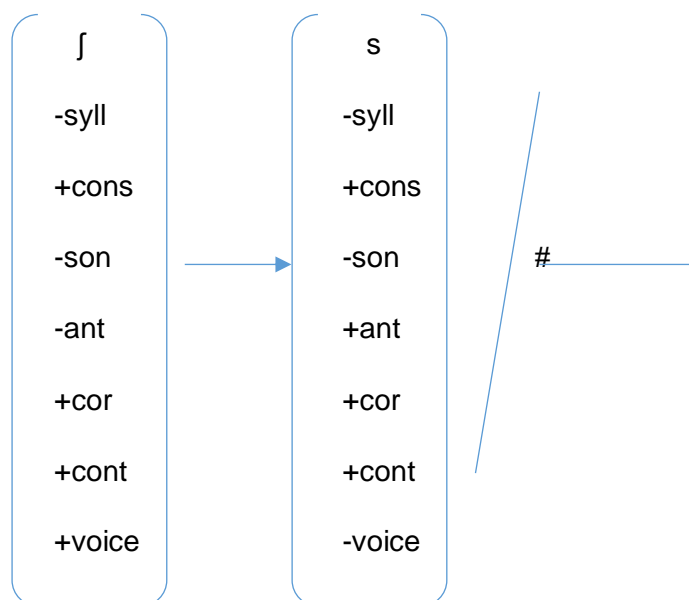 ʃ s
-syll -syll
+cons +cons
-son -son #
-ant +ant
+cor +cor
+cont +cont
+voice -voice